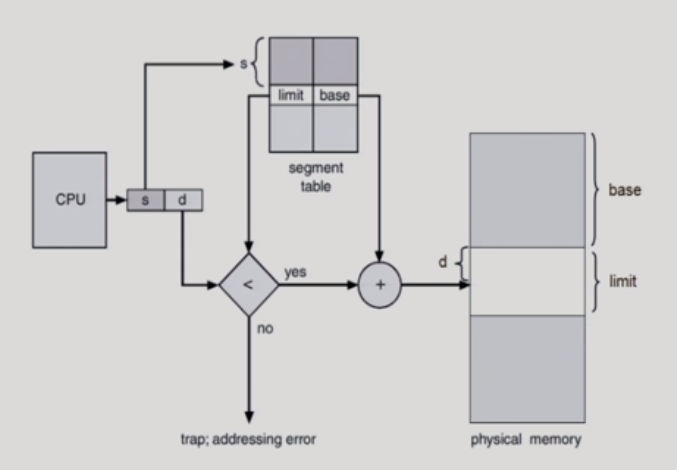 s
limit base
segment
table
CPU
s d
base
d
limit
<
yes
+
no
trap; addressing error
physical memory